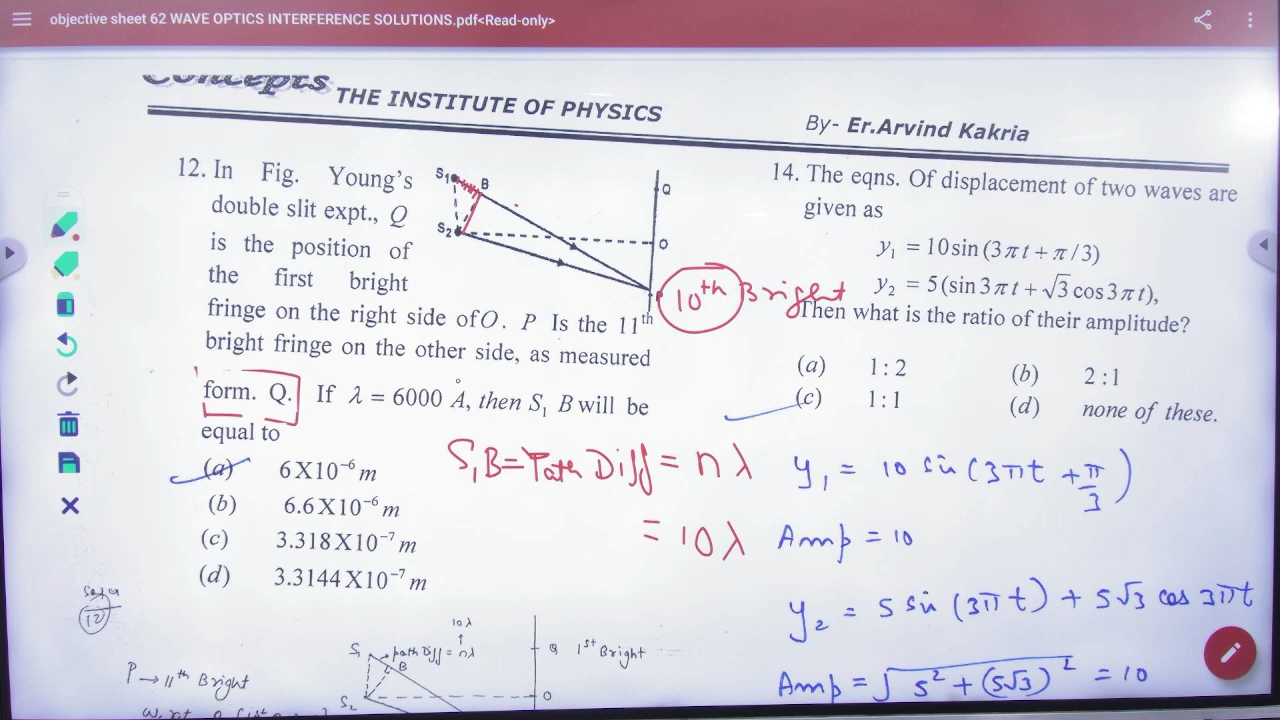 objective sheet 62 WAVE OPTICS INTERFERENCE SOLUTIONS.pdf<Read-only>
Concepts THE INSTITUTE OF PHYSICS
By- Er.Arvind Kakria
12. In Fig. Young's
double slit expt., Q
is the position of
the first bright
fringe on the right side of O. P Is the 11th
bright fringe on the other side, as measured
form. Q. If λ = 6000 Å, then S₁ B will be
equal to
(a) 6X10⁻⁶ m
(b) 6.6X10⁻⁶ m
(c) 3.318X10⁻⁷ m
(d) 3.3144X10⁻⁷ m
S₁ B Q
S₂ O
10th Bright
S₁B = Path Diff = nλ
= 10λ
12
S₁ path Diff = nλ
10λ
B
Q 1st Bright
S₂ O
P → 11th Bright
14. The eqns. Of displacement of two waves are
given as
y₁ = 10 sin (3πt + π/3)
y₂ = 5(sin 3πt + √3 cos 3πt),
Then what is the ratio of their amplitude?
(a) 1:2 (b) 2:1
(c) 1:1 (d) none of these.
y₁ = 10 sin (3πt + π/3)
Amp = 10
y₂ = 5 sin (3πt) + 5√3 cos 3πt
Amp = √5² + (5√3)² = 10